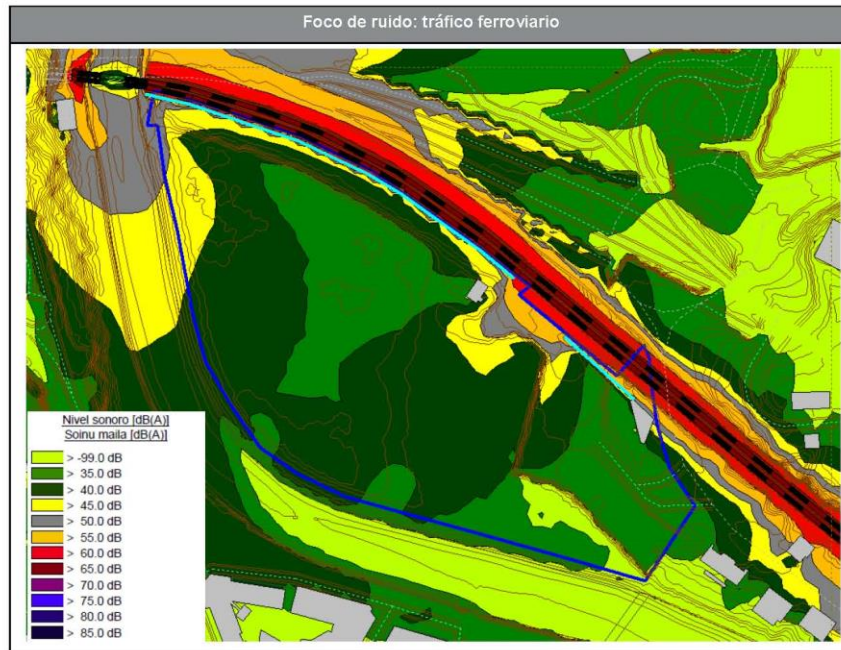 Foco de ruido: tráfico ferroviario
Nivel sonoro [dB(A)]
Soinu maila [dB(A)]
> -99.0 dB
> 35.0 dB
> 40.0 dB
> 45.0 dB
> 50.0 dB
> 55.0 dB
> 60.0 dB
> 65.0 dB
> 70.0 dB
> 75.0 dB
> 80.0 dB
> 85.0 dB